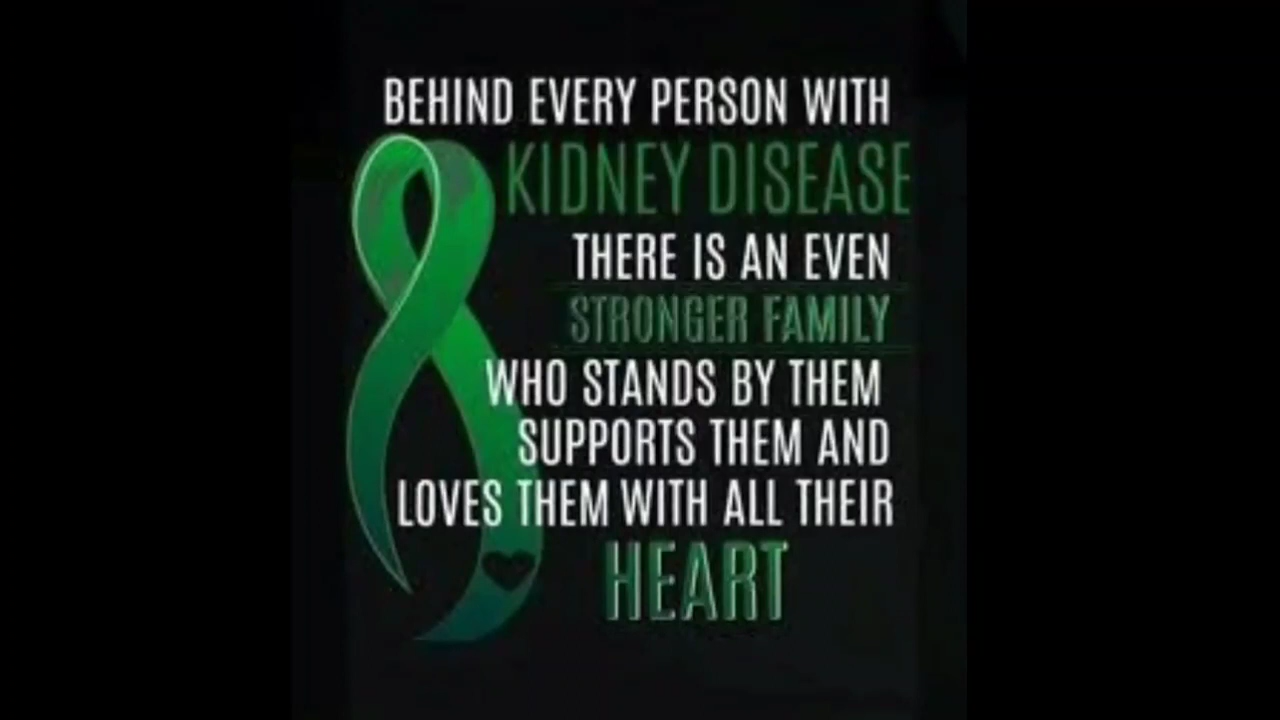 BEHIND EVERY PERSON WITH
KIDNEY DISEASE
THERE IS AN EVEN
STRONGER FAMILY
WHO STANDS BY THEM
SUPPORTS THEM AND
LOVES THEM WITH ALL THEIR
HEART